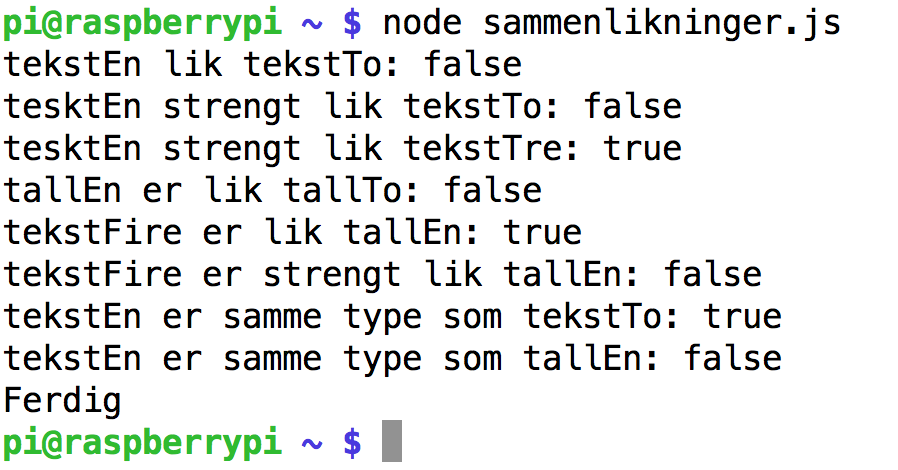 pi@raspberrypi ~ $ node sammenlikninger.js
tekstEn lik tekstTo: false
tesktEn strengt lik tekstTo: false
tesktEn strengt lik tekstTre: true
tallEn er lik tallTo: false
tekstFire er lik tallEn: true
tekstFire er strengt lik tallEn: false
tekstEn er samme type som tekstTo: true
tekstEn er samme type som tallEn: false
Ferdig
pi@raspberrypi ~ $